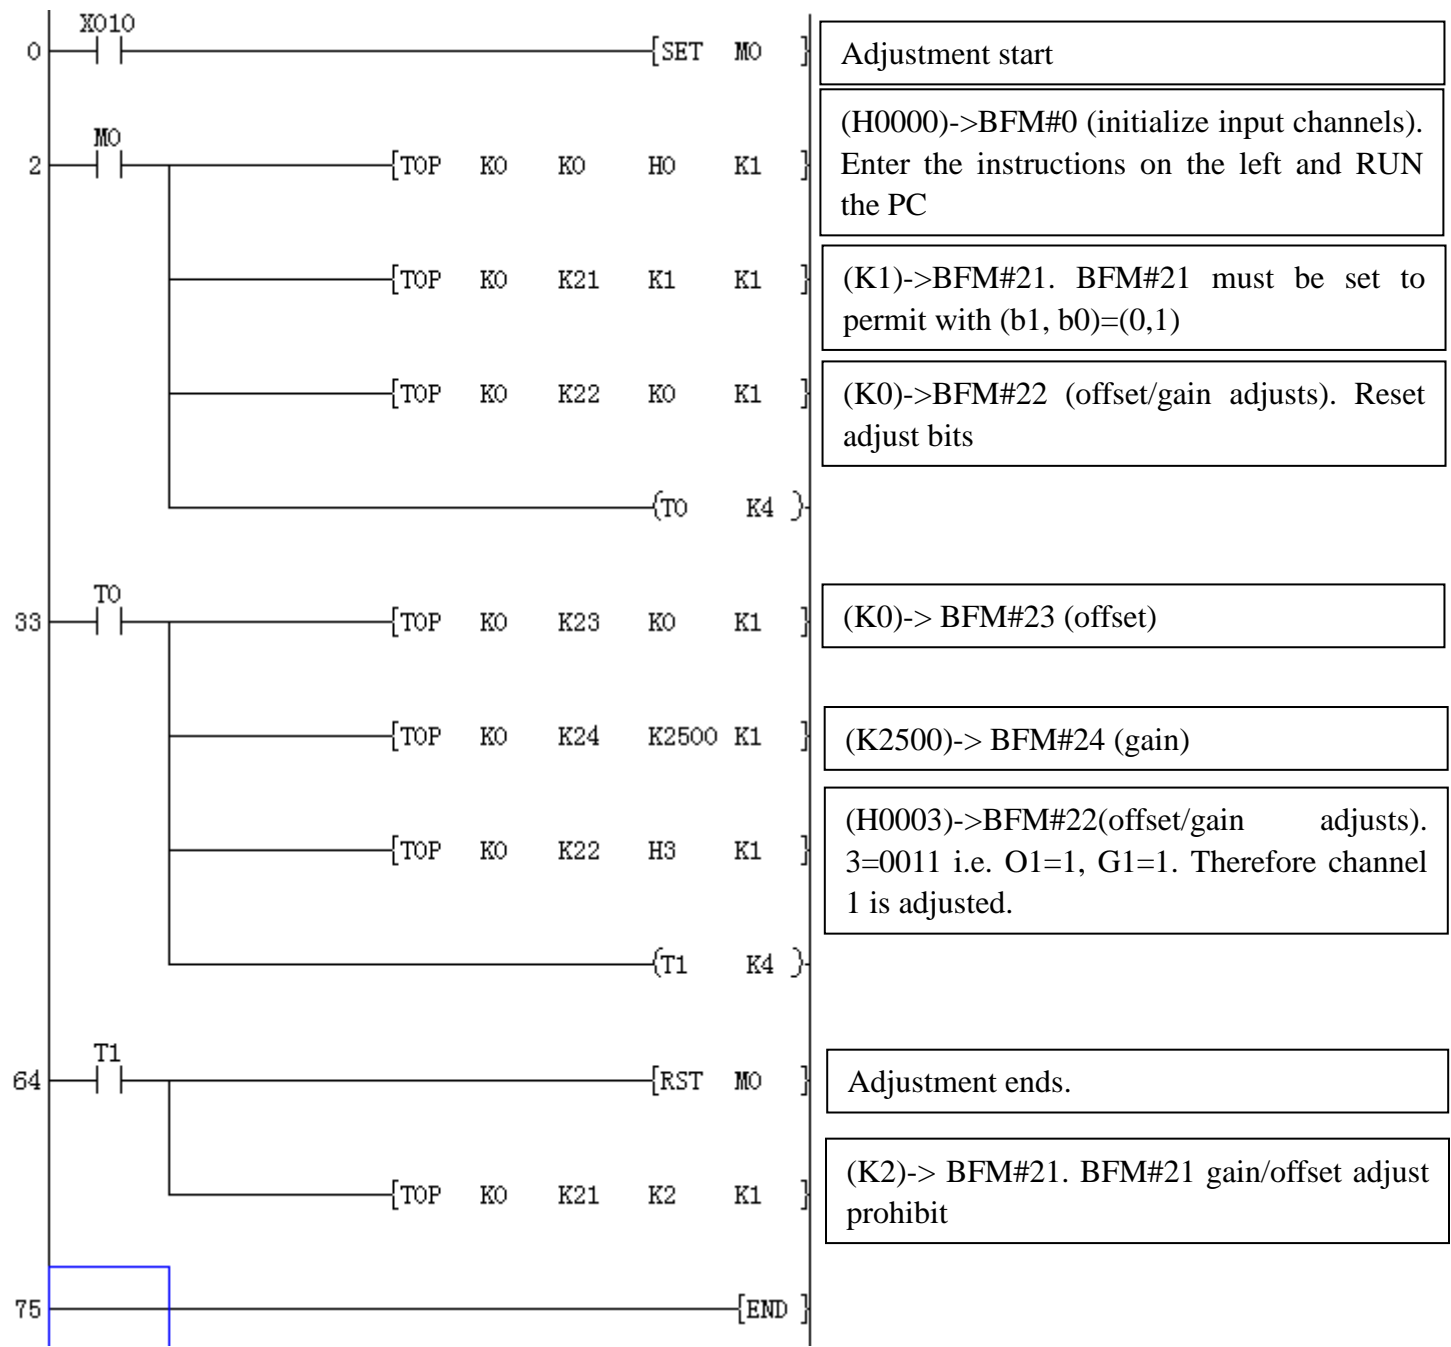 X010
0 [SET M0 ] Adjustment start
(H0000)->BFM#0 (initialize input channels).
M0
2 [TOP K0 K0 H0 K1 ] Enter the instructions on the left and RUN
the PC
[TOP K0 K21 K1 K1 ] (K1)->BFM#21. BFM#21 must be set to
permit with (b1, b0)=(0,1)
[TOP K0 K22 K0 K1 ] (K0)->BFM#22 (offset/gain adjusts). Reset
adjust bits
(T0 K4 )
T0
33 [TOP K0 K23 K0 K1 ] (K0)-> BFM#23 (offset)
[TOP K0 K24 K2500 K1 ] (K2500)-> BFM#24 (gain)
(H0003)->BFM#22(offset/gain adjusts).
[TOP K0 K22 H3 K1 ] 3=0011 i.e. O1=1, G1=1. Therefore channel
1 is adjusted.
(T1 K4 )
T1
64 [RST M0 ] Adjustment ends.
[TOP K0 K21 K2 K1 ] (K2)-> BFM#21. BFM#21 gain/offset adjust
prohibit
75 [END ]